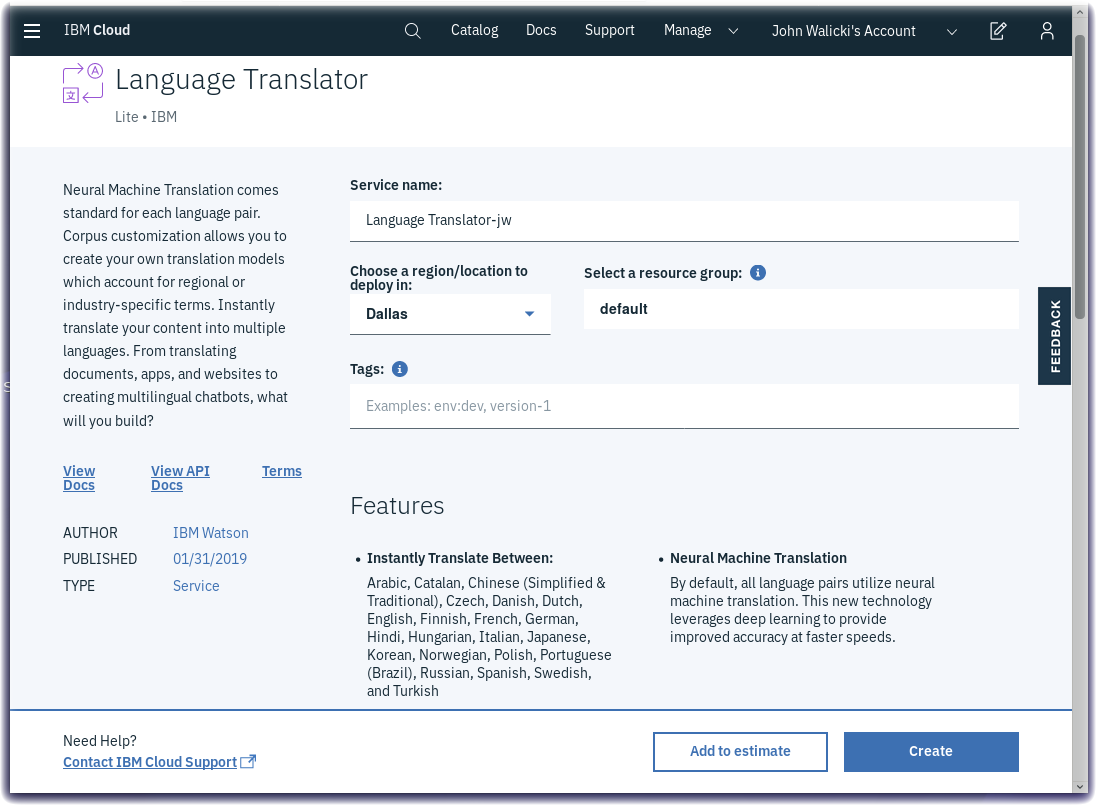 IBM Cloud
Catalog
Docs
Support
Manage
John Walicki's Account
Language Translator
Lite • IBM
Neural Machine Translation comes
standard for each language pair.
Corpus customization allows you to
create your own translation models
which account for regional or
industry-specific terms. Instantly
translate your content into multiple
languages. From translating
documents, apps, and websites to
creating multilingual chatbots, what
will you build?
View
Docs
View API
Docs
Terms
AUTHOR IBM Watson
PUBLISHED 01/31/2019
TYPE Service
Service name:
Language Translator-jw
Choose a region/location to
deploy in:
Dallas
Select a resource group:
default
Tags:
Examples: env:dev, version-1
Features
• Instantly Translate Between:
Arabic, Catalan, Chinese (Simplified &
Traditional), Czech, Danish, Dutch,
English, Finnish, French, German,
Hindi, Hungarian, Italian, Japanese,
Korean, Norwegian, Polish, Portuguese
(Brazil), Russian, Spanish, Swedish,
and Turkish
• Neural Machine Translation
By default, all language pairs utilize neural
machine translation. This new technology
leverages deep learning to provide
improved accuracy at faster speeds.
FEEDBACK
Need Help?
Contact IBM Cloud Support
Add to estimate
Create